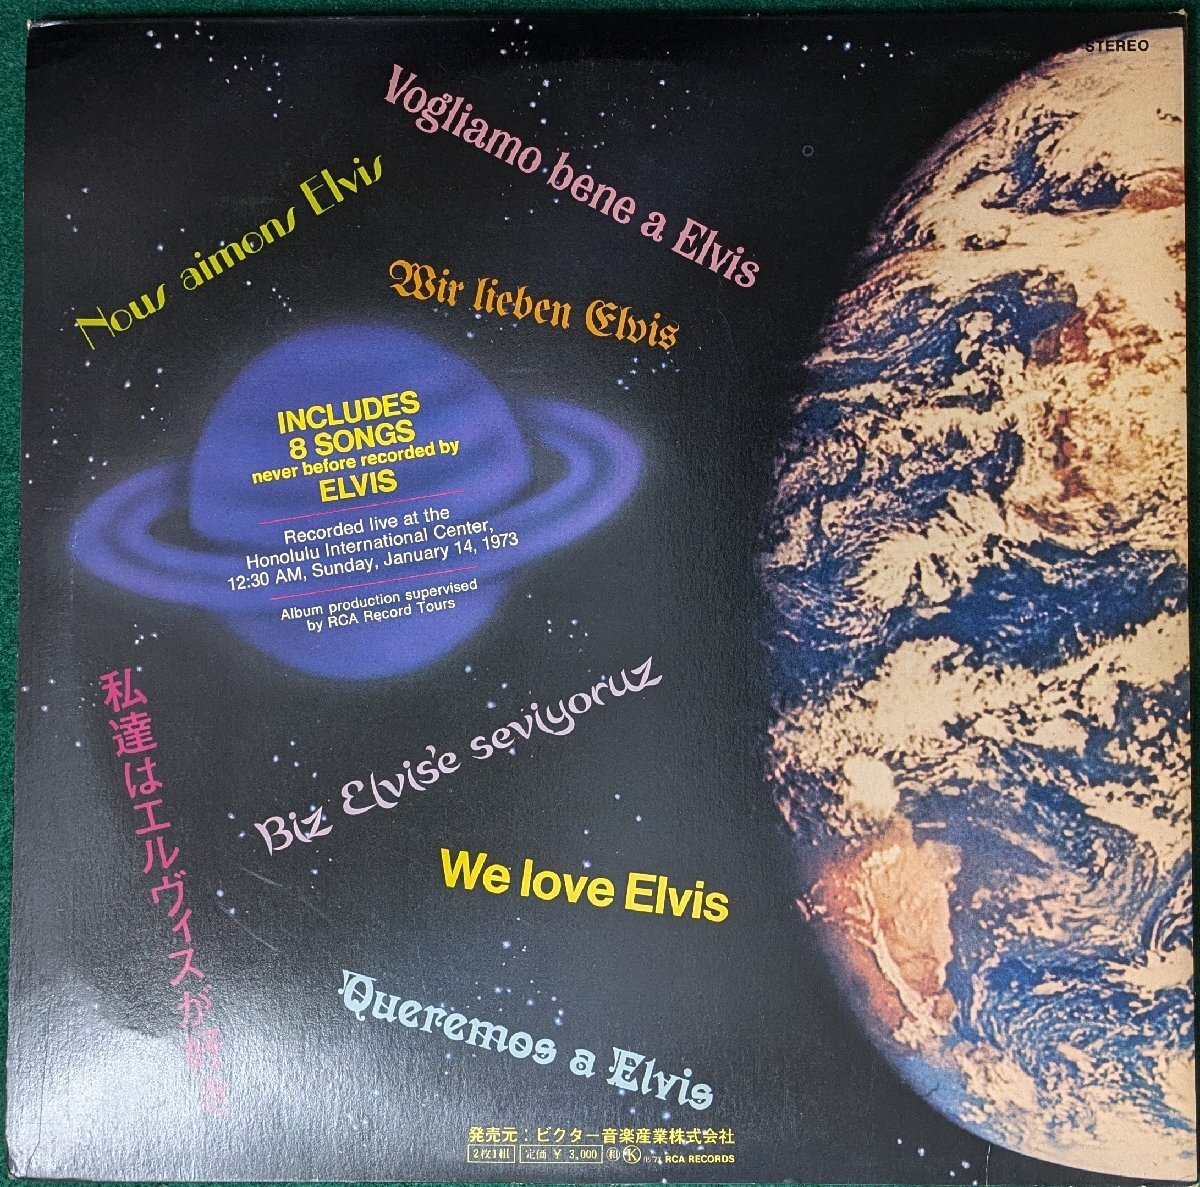 STEREO
Vogliamo bene a Elvis
Nous aimons Elvis
Wir lieben Elvis
INCLUDES
8 SONGS
never before recorded by
ELVIS
Recorded live at the
Honolulu International Center,
12:30 AM, Sunday, January 14, 1973
Album production supervised
by RCA Record Tours
私達はエルヴィスが好き
Biz Elvis'e seviyoruz
We love Elvis
Queremos a Elvis
発売元:ビクター音楽産業株式会社
2枚1組 定価 ¥ 3,000 K RCA RECORDS